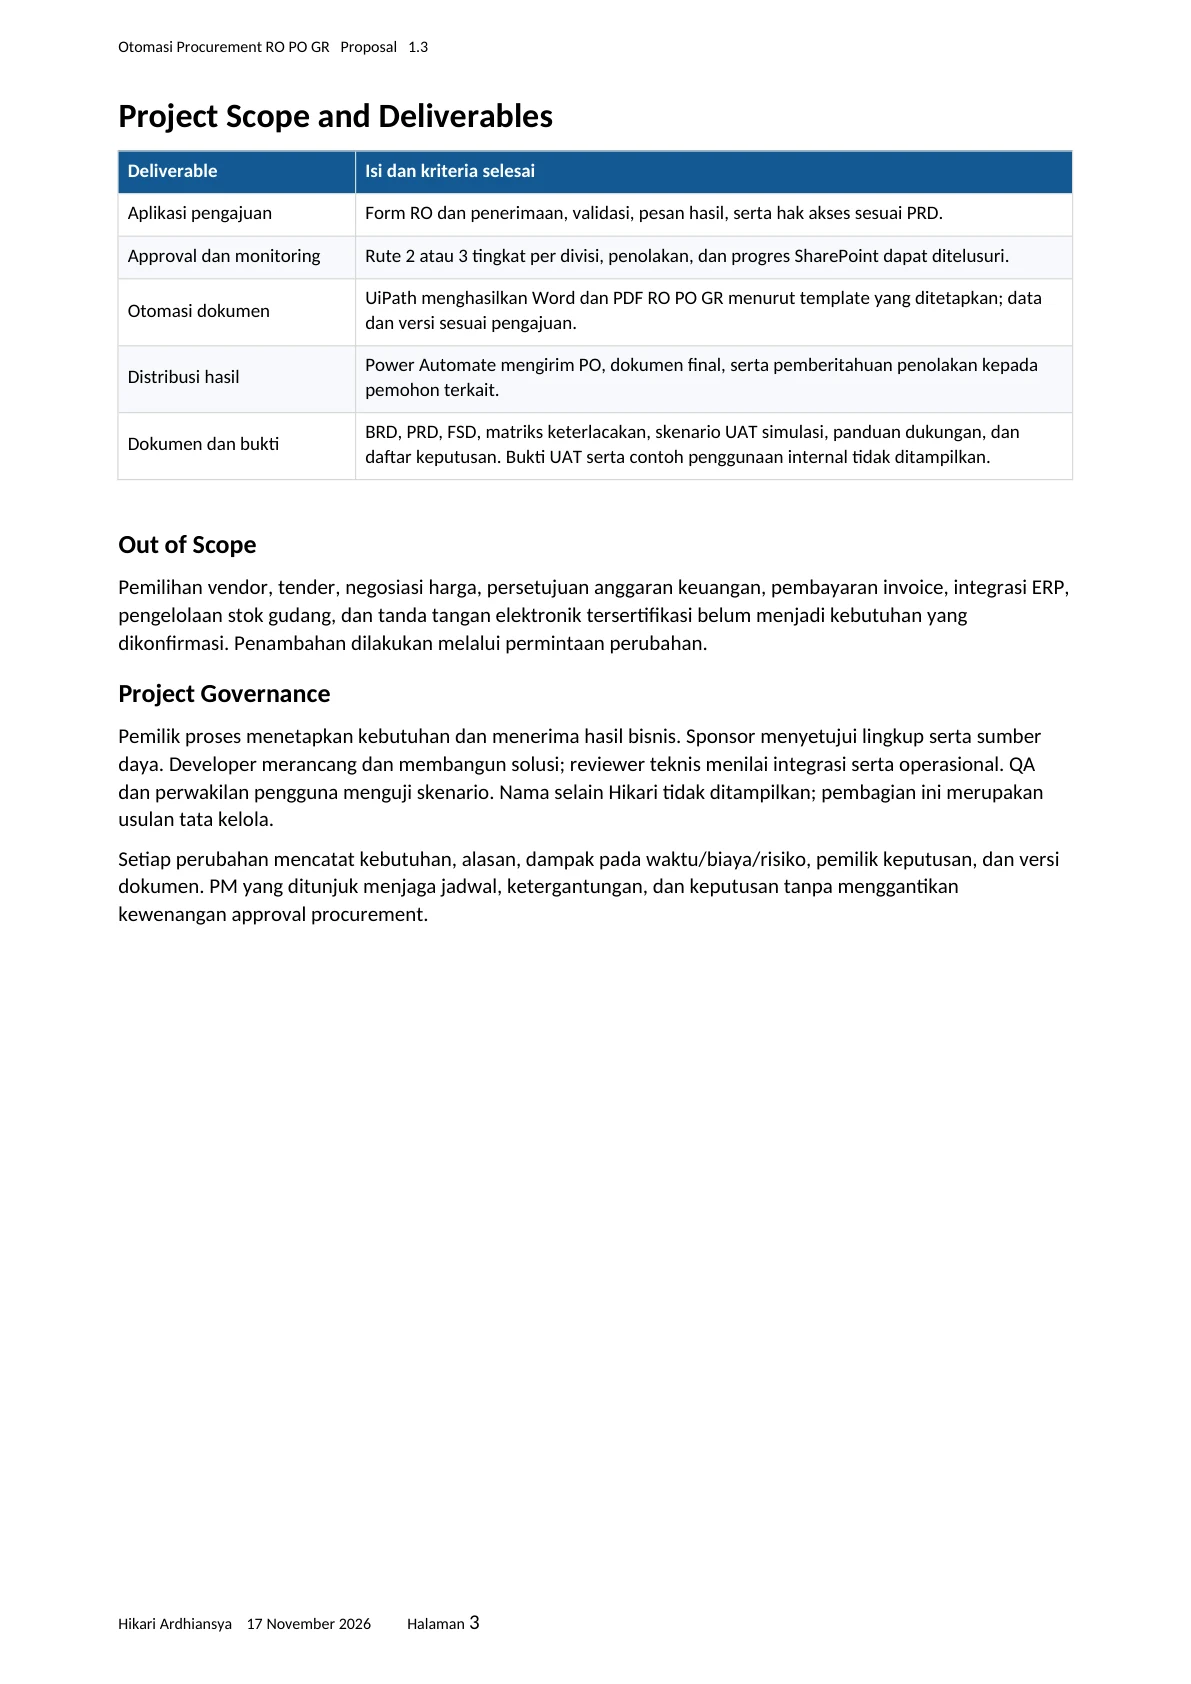 Otomasi Procurement RO PO GR Proposal 1.3
Project Scope and Deliverables
Deliverable Isi dan kriteria selesai
Aplikasi pengajuan Form RO dan penerimaan, validasi, pesan hasil, serta hak akses sesuai PRD.
Approval dan monitoring Rute 2 atau 3 tingkat per divisi, penolakan, dan progres SharePoint dapat ditelusuri.
Otomasi dokumen UiPath menghasilkan Word dan PDF RO PO GR menurut template yang ditetapkan; data
dan versi sesuai pengajuan.
Distribusi hasil Power Automate mengirim PO, dokumen final, serta pemberitahuan penolakan kepada
pemohon terkait.
Dokumen dan bukti BRD, PRD, FSD, matriks keterlacakan, skenario UAT simulasi, panduan dukungan, dan
daftar keputusan. Bukti UAT serta contoh penggunaan internal tidak ditampilkan.
Out of Scope
Pemilihan vendor, tender, negosiasi harga, persetujuan anggaran keuangan, pembayaran invoice, integrasi ERP,
pengelolaan stok gudang, dan tanda tangan elektronik tersertifikasi belum menjadi kebutuhan yang
dikonfirmasi. Penambahan dilakukan melalui permintaan perubahan.
Project Governance
Pemilik proses menetapkan kebutuhan dan menerima hasil bisnis. Sponsor menyetujui lingkup serta sumber
daya. Developer merancang dan membangun solusi; reviewer teknis menilai integrasi serta operasional. QA
dan perwakilan pengguna menguji skenario. Nama selain Hikari tidak ditampilkan; pembagian ini merupakan
usulan tata kelola.
Setiap perubahan mencatat kebutuhan, alasan, dampak pada waktu/biaya/risiko, pemilik keputusan, dan versi
dokumen. PM yang ditunjuk menjaga jadwal, ketergantungan, dan keputusan tanpa menggantikan
kewenangan approval procurement.
Hikari Ardhiansya 17 November 2026 Halaman 3